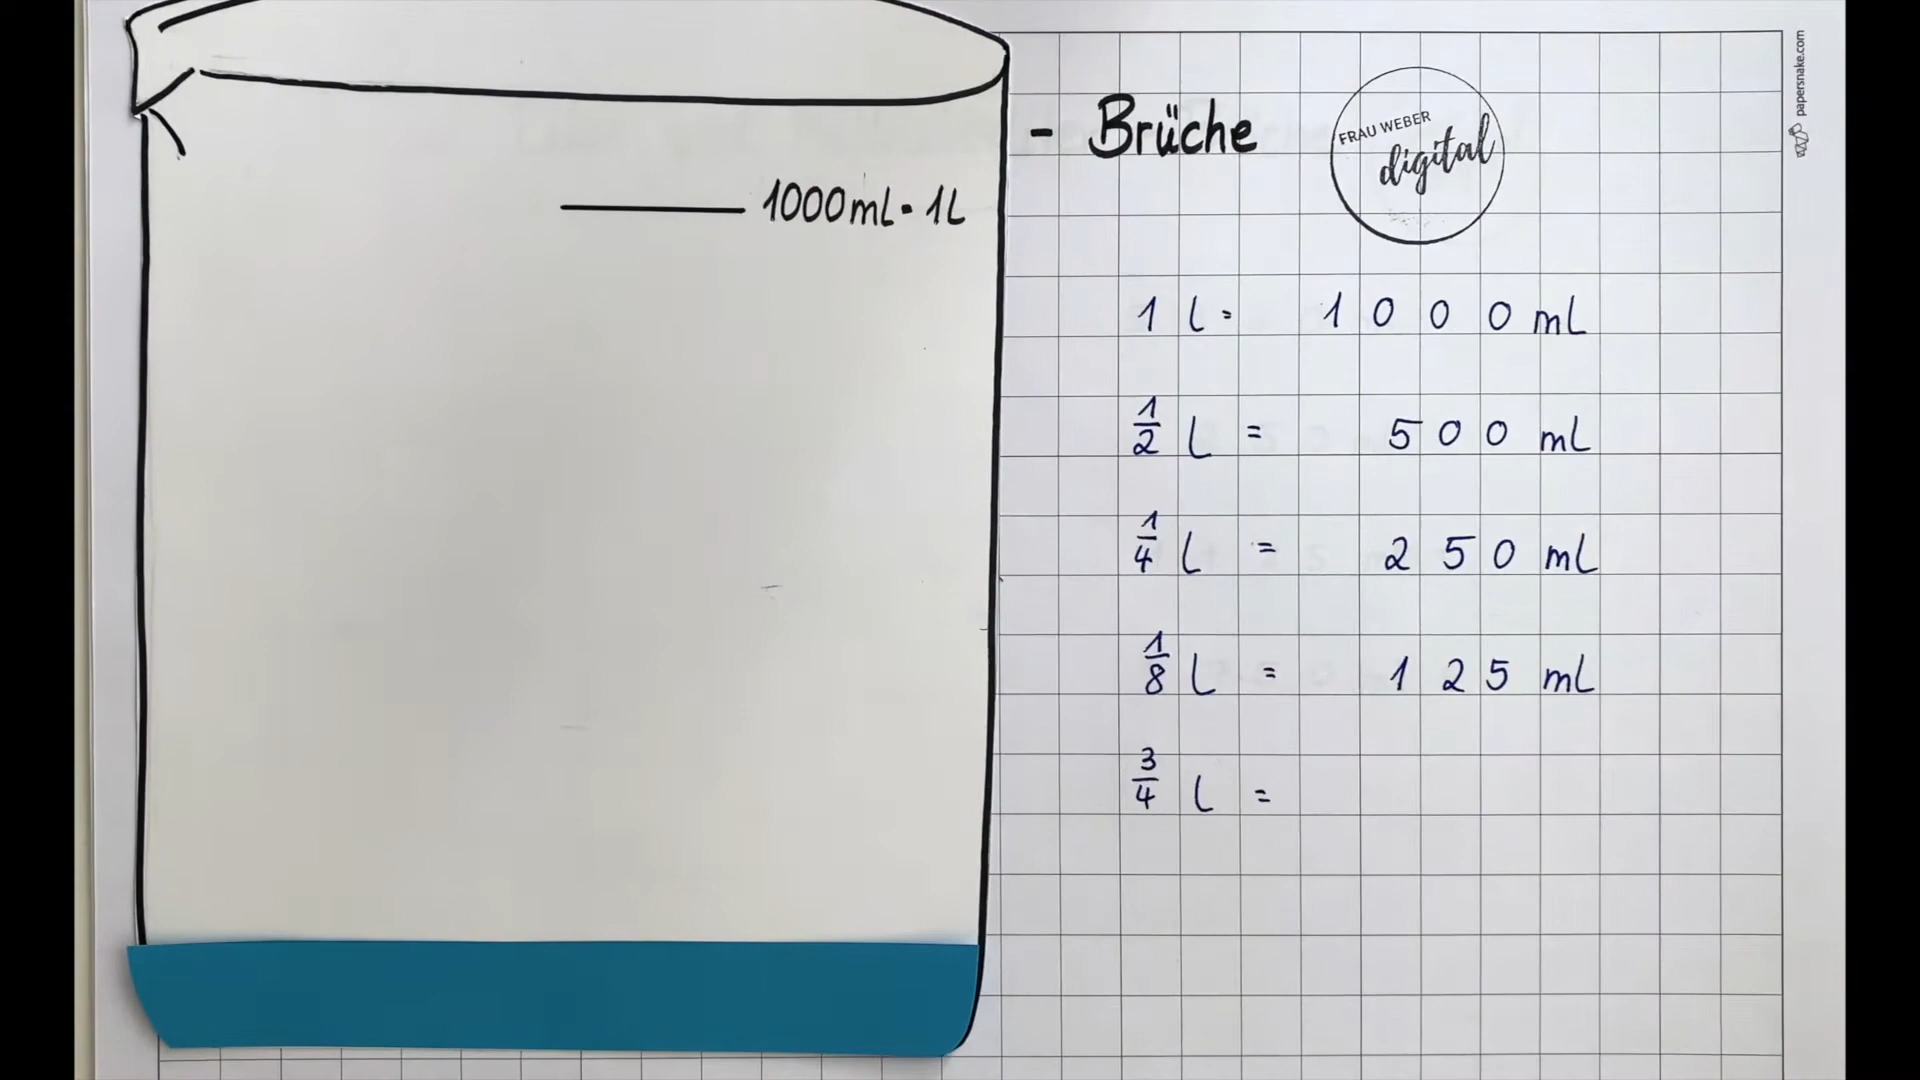 1000ml = 1l
- Brüche
FRAU WEBER
digital
papersnake.com
1 l = 1000 ml
1/2 l = 500 ml
1/4 l = 250 ml
1/8 l = 125 ml
3/4 l =